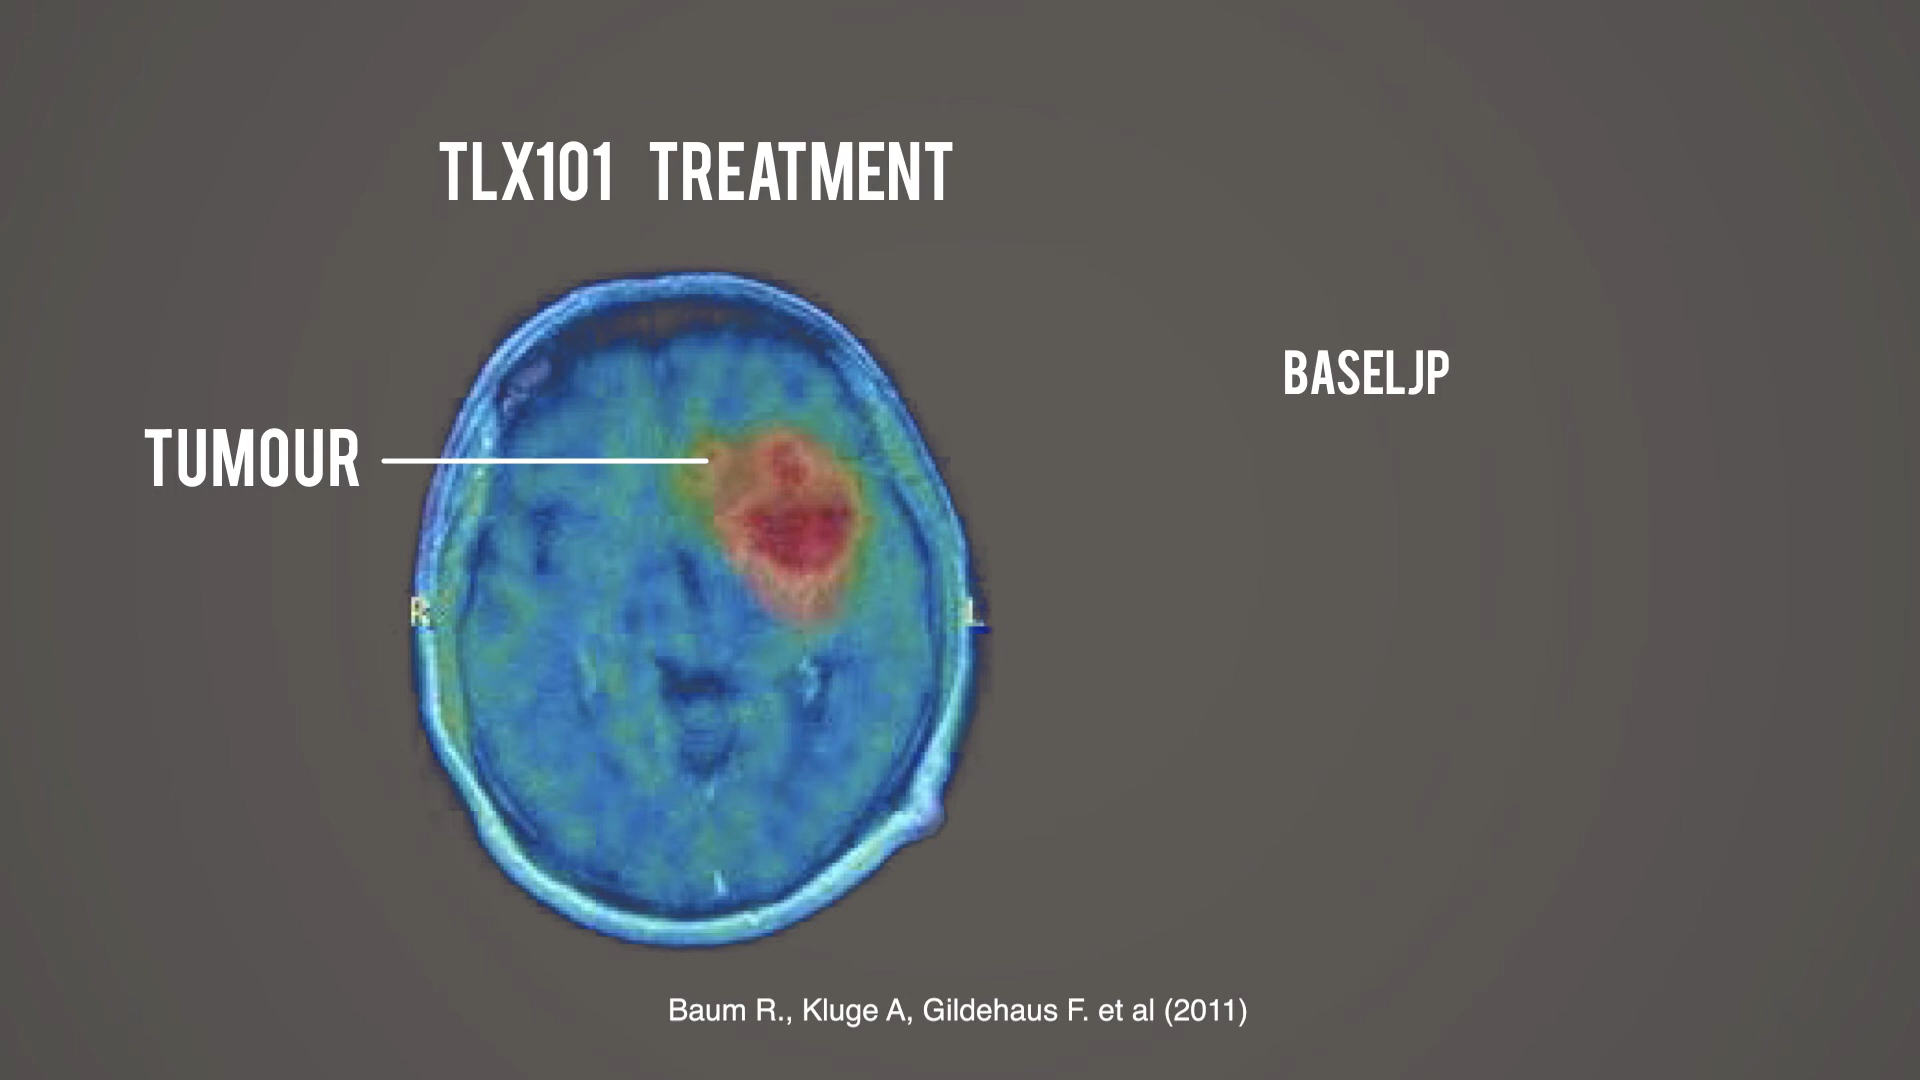 TLX101 TREATMENT
BASELJP
TUMOUR
R
L
Baum R., Kluge A, Gildehaus F. et al (2011)